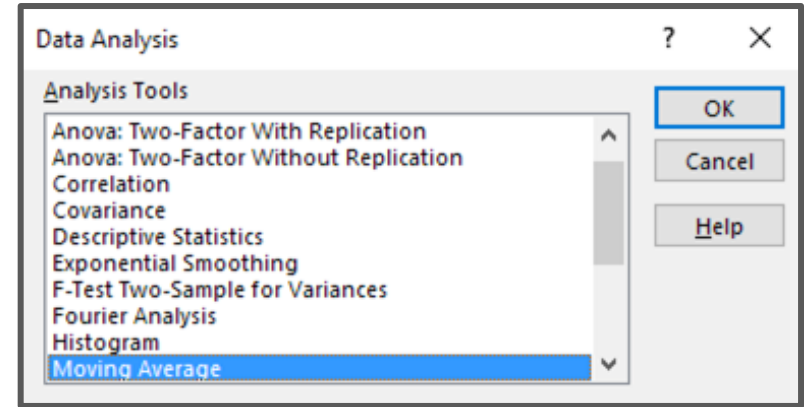 Data Analysis
?
Analysis Tools
Anova: Two-Factor With Replication
Anova: Two-Factor Without Replication
Correlation
Covariance
Descriptive Statistics
Exponential Smoothing
F-Test Two-Sample for Variances
Fourier Analysis
Histogram
Moving Average
OK
Cancel
Help